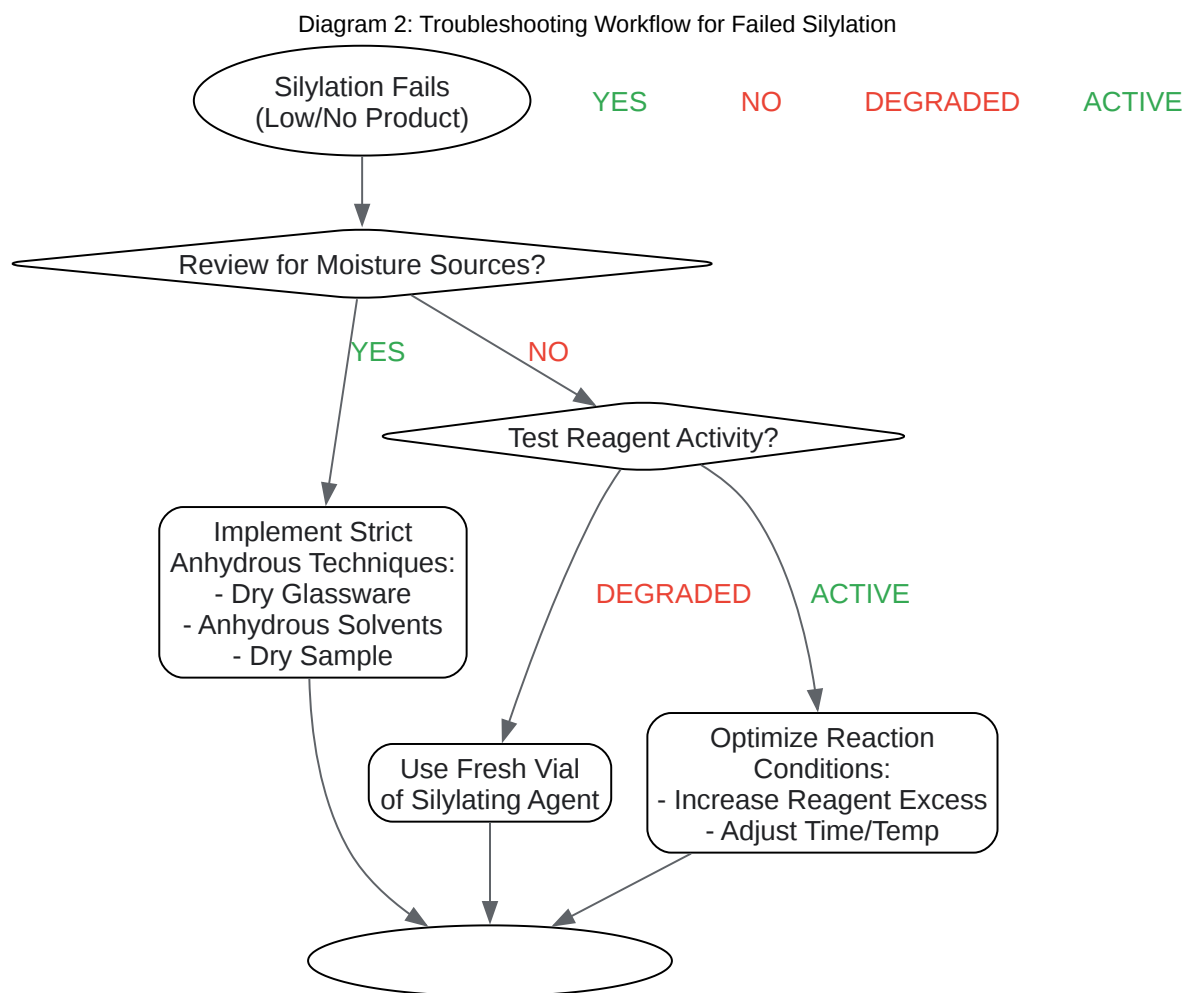 Diagram 2: Troubleshooting Workflow for Failed Silylation
Silylation Fails
(Low/No Product)
YES
NO
DEGRADED
ACTIVE
Review for Moisture Sources?
YES
NO
Test Reagent Activity?
Implement Strict
Anhydrous Techniques:
- Dry Glassware
- Anhydrous Solvents
- Dry Sample
DEGRADED
ACTIVE
Use Fresh Vial
of Silylating Agent
Optimize Reaction
Conditions:
- Increase Reagent Excess
- Adjust Time/Temp